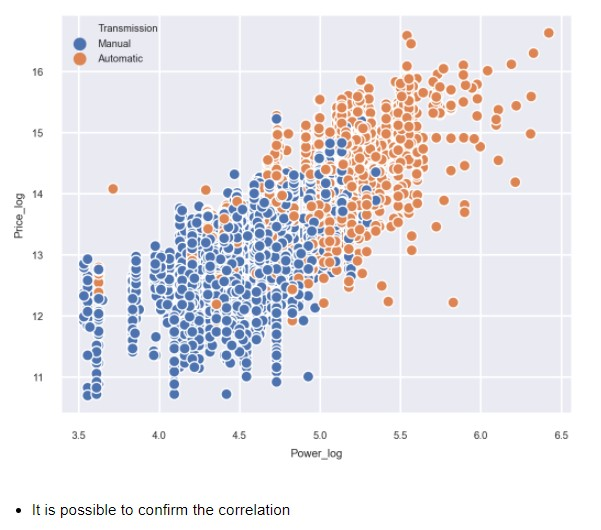 Transmission
Manual
Automatic
16
15
14
13
12
11
Price_log
3.5 4.0 4.5 5.0 5.5 6.0 6.5
Power_log
• It is possible to confirm the correlation